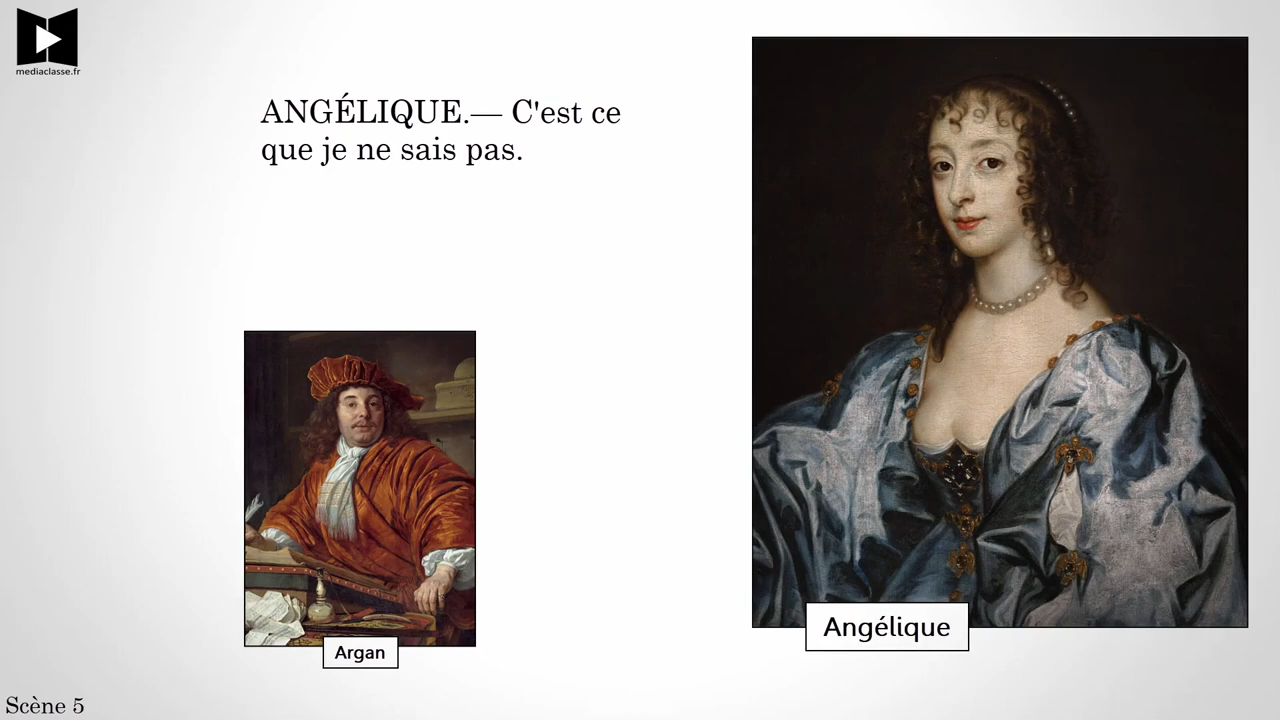 mediaclasse.fr
ANGÉLIQUE.— C'est ce
que je ne sais pas.
Argan
Angélique
Scène 5